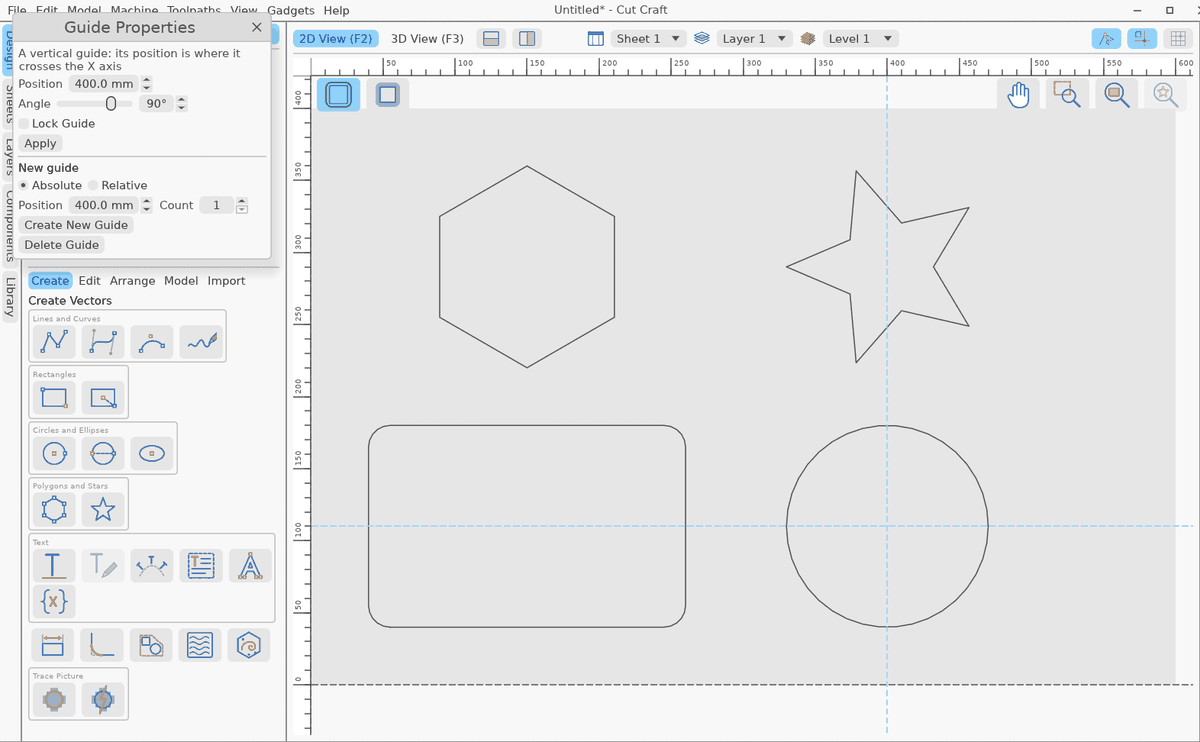 File Edit Model Machine Toolpaths View Gadgets Help
Untitled* - Cut Craft
Guide Properties
A vertical guide: its position is where it
crosses the X axis
Position 400.0 mm
Angle 90°
Lock Guide
Apply
New guide
Absolute Relative
Position 400.0 mm Count 1
Create New Guide
Delete Guide
Design
Sheets
Layers
Components
Library
Create Edit Arrange Model Import
Create Vectors
Lines and Curves
Rectangles
Circles and Ellipses
Polygons and Stars
Text
Trace Picture
2D View (F2) 3D View (F3) Sheet 1 Layer 1 Level 1
50 100 150 200 250 300 350 400 450 500 550 600
400
350
300
250
200
150
100
50
0